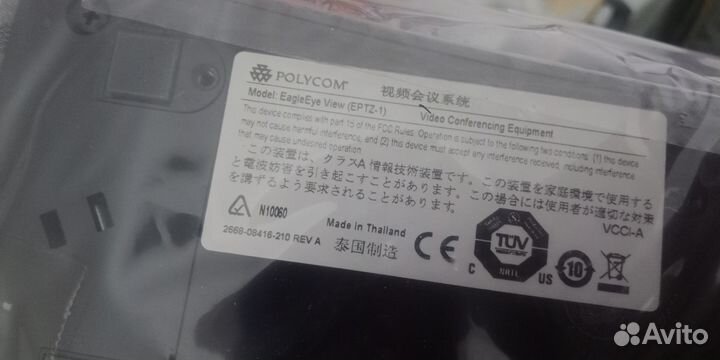 POLYCOM®
视频会议系统
Model: EagleEye View (EPTZ-1)
Video Conferencing Equipment
This device complies with part 15 of the FCC Rules. Operation is subject to the following two conditions: (1) this device
may not cause harmful interference, and (2) this device must accept any interference received, including interference
that may cause undesired operation
この装置は、クラスA情報技術装置です。この装置を家庭環境で使用する
と電波妨害を引き起こすことがあります。この場合には使用者が適切な対策
を講ずるよう要求されることがあります。
VCCI-A
N10060
2668-08416-210 REV A
Made in Thailand
泰国制造
CE
C
TÜV
NRTL
US
10
Avito